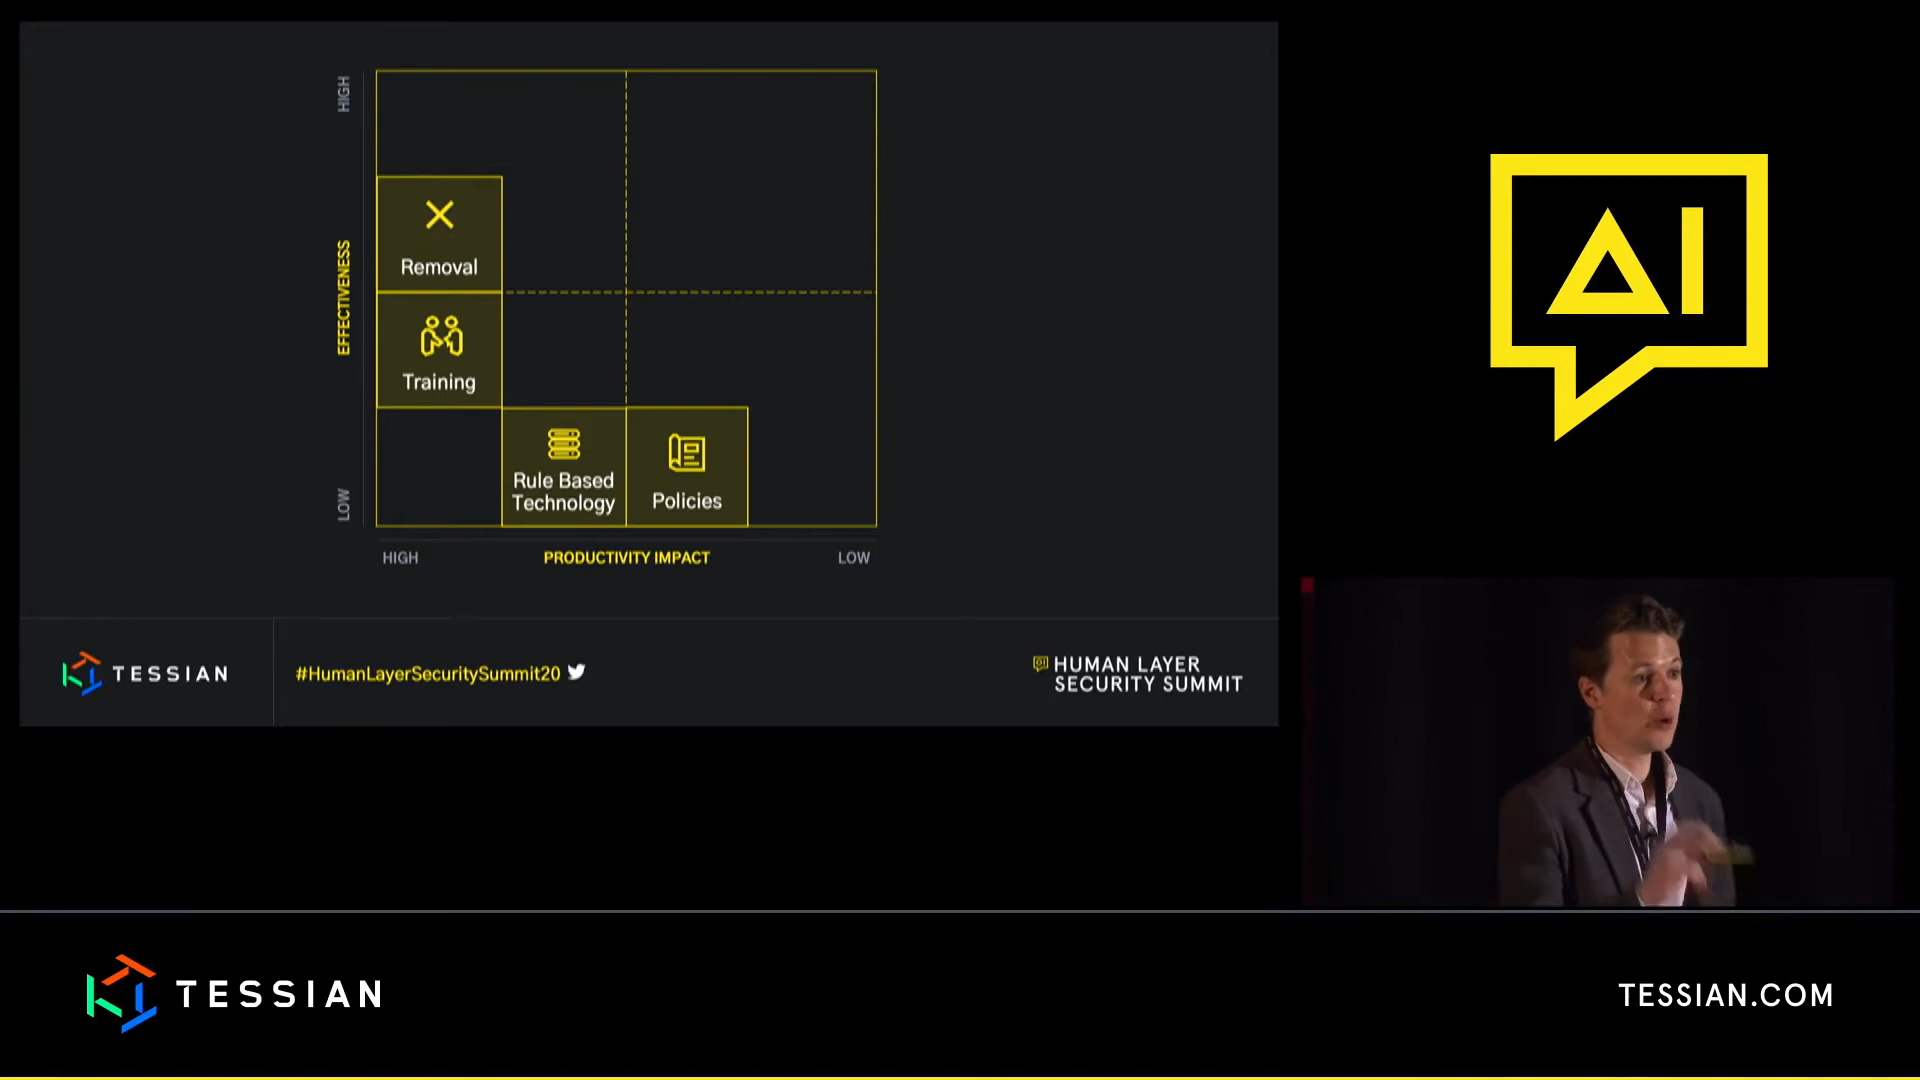 HIGH
EFFECTIVENESS
LOW
Removal
Training
Rule Based
Technology
Policies
HIGH
PRODUCTIVITY IMPACT
LOW
TESSIAN
#HumanLayerSecuritySummit20
HUMAN LAYER
SECURITY SUMMIT
AI
TESSIAN
TESSIAN.COM